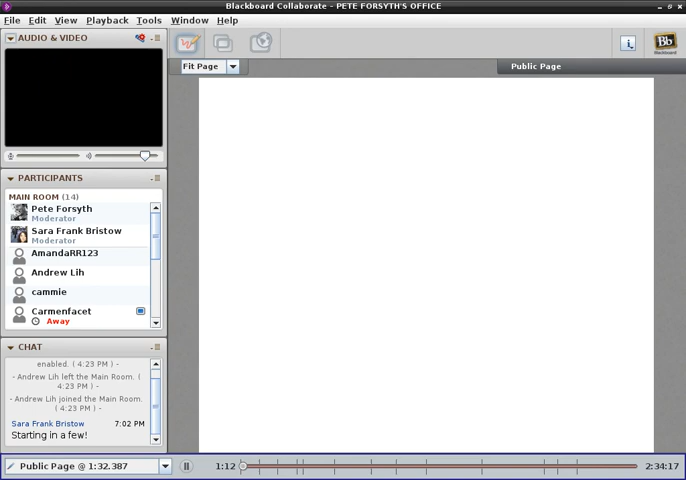 Blackboard Collaborate - PETE FORSYTH'S OFFICE
File Edit View Playback Tools Window Help
AUDIO & VIDEO
Fit Page
Public Page
Bb
Blackboard
PARTICIPANTS
MAIN ROOM (14)
Pete Forsyth
Moderator
Sara Frank Bristow
Moderator
AmandaRR123
Andrew Lih
cammie
Carmenfacet
Away
CHAT
enabled. ( 4:23 PM ) -
- Andrew Lih left the Main Room. (
4:23 PM ) -
- Andrew Lih joined the Main Room.
( 4:23 PM ) -
Sara Frank Bristow 7:02 PM
Starting in a few!
Public Page @ 1:32.387 1:12 2:34:17